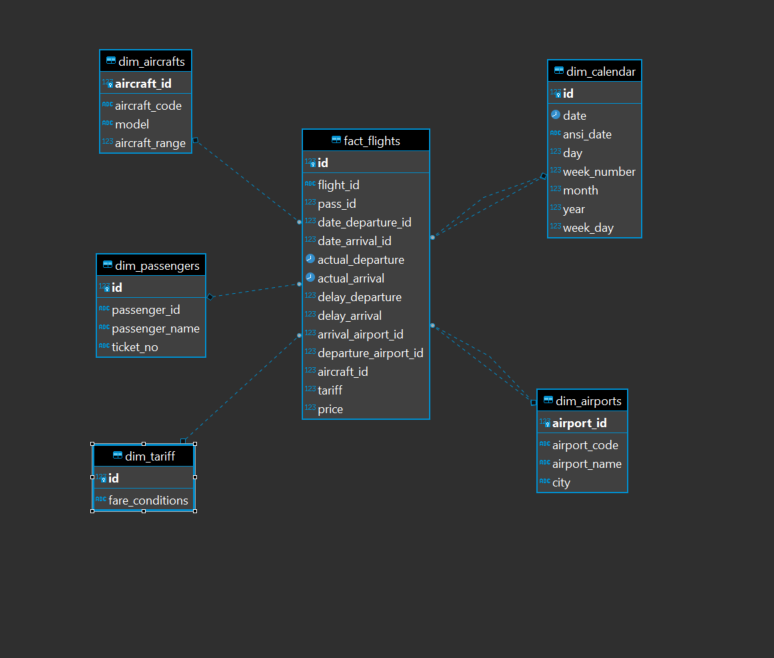 dim_aircrafts
aircraft_id
aircraft_code
model
aircraft_range
dim_calendar
id
date
ansi_date
day
week_number
month
year
week_day
fact_flights
id
flight_id
pass_id
date_departure_id
date_arrival_id
actual_departure
actual_arrival
delay_departure
delay_arrival
arrival_airport_id
departure_airport_id
aircraft_id
tariff
price
dim_passengers
id
passenger_id
passenger_name
ticket_no
dim_airports
airport_id
airport_code
airport_name
city
dim_tariff
id
fare_conditions